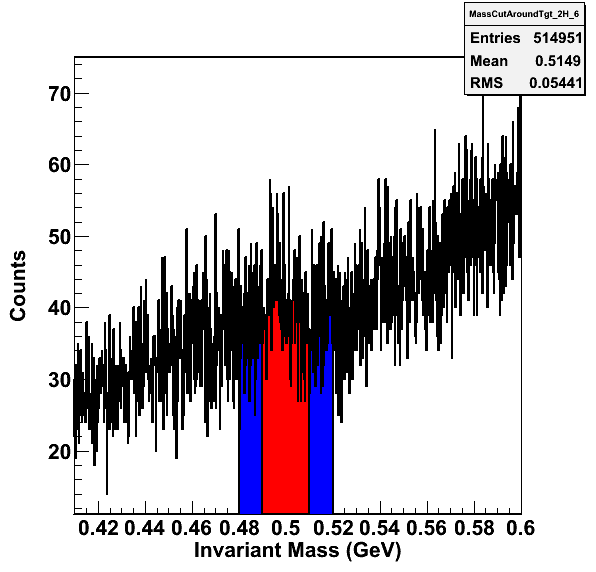 MassCutAroundTgt_2H_6
Entries 514951
Mean 0.5149
RMS 0.05441
70
60
50
40
30
20
Counts
0.42 0.44 0.46 0.48 0.5 0.52 0.54 0.56 0.58 0.6
Invariant Mass (GeV)